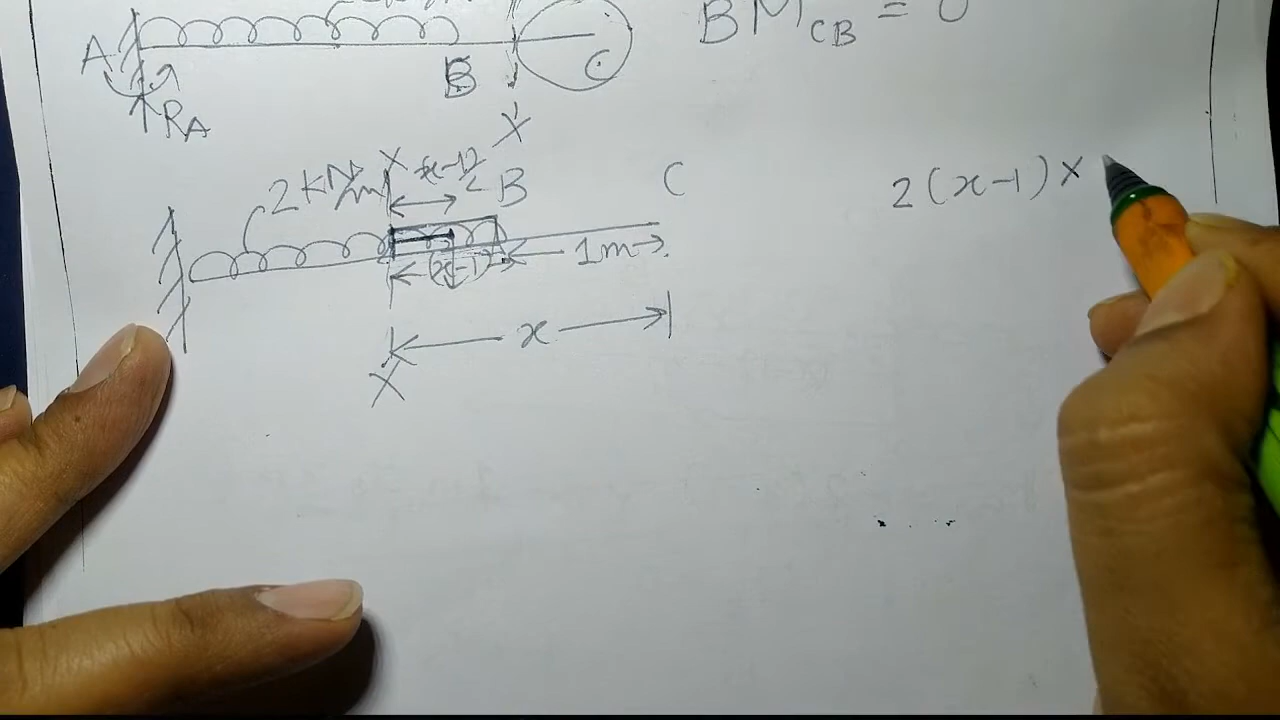 BM_CB = 0
A B C
R_A
X
X x-1/2
2 kN/m B C
2(x-1)×
(x-1) 1m
x
X